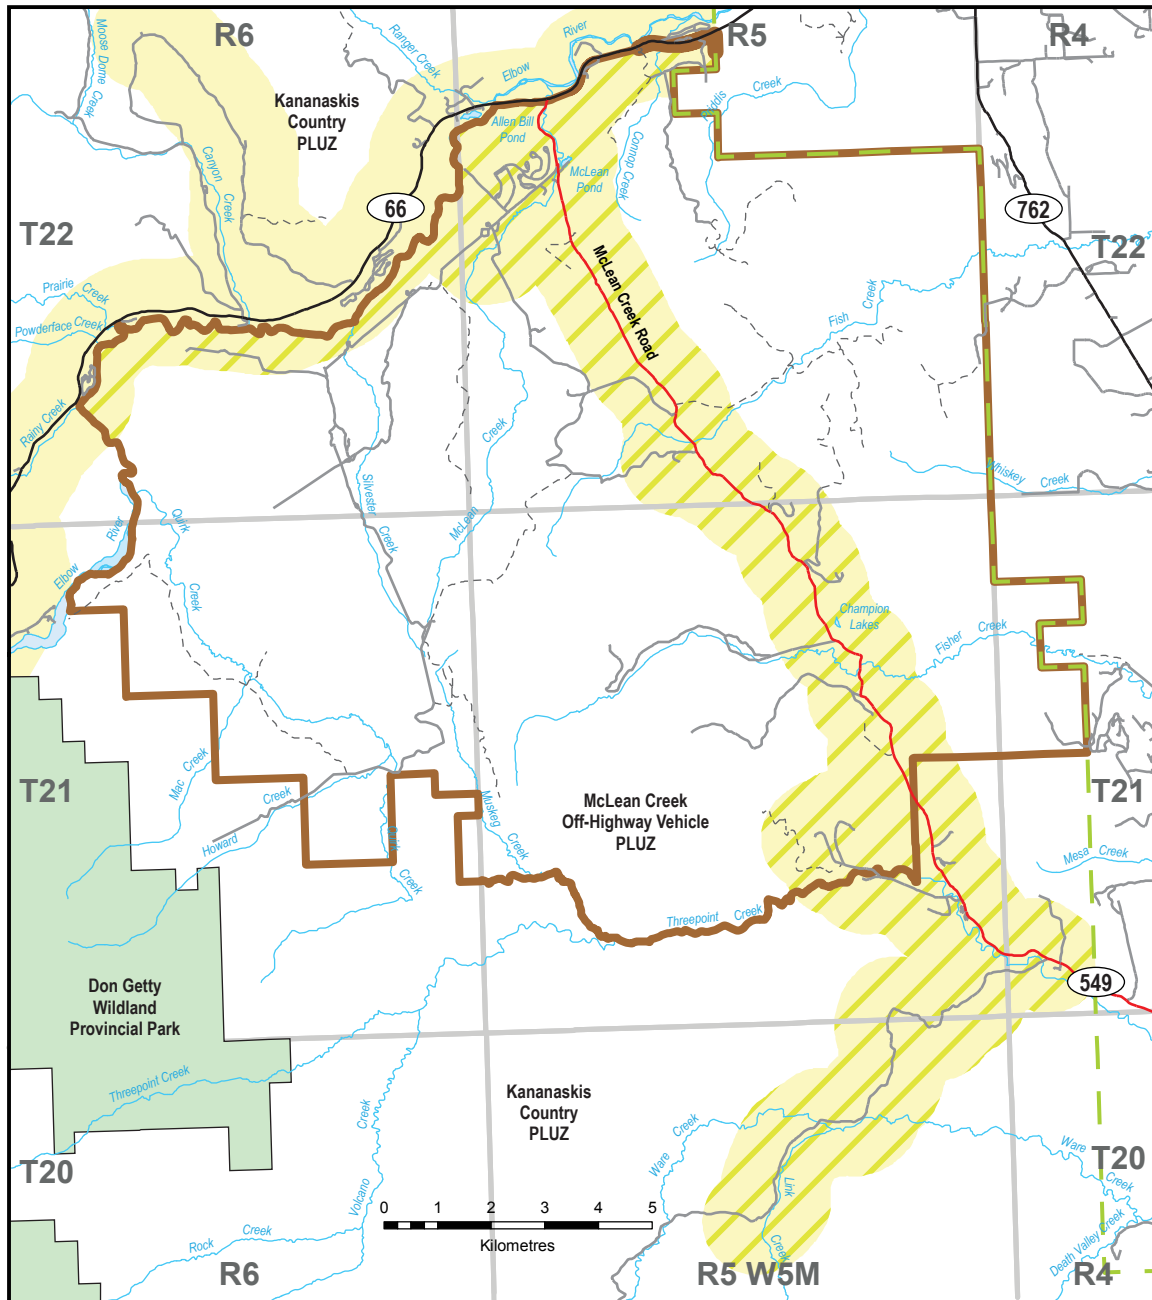 R6
R5
R4
Moose Dome Creek
Ranger Creek
River
Elbow
Kananaskis
Country
PLUZ
Allen Bill
Pond
Creek
Connop Creek
McLean
Pond
Canyon
Creek
66
762
T22
T22
McLean Creek Road
Prairie Creek
Powderface Creek
Fish Creek
Rainy Creek
Creek
McLean
Silvester
Creek
Whiskey Creek
Quirk
Creek
River
Elbow
Champion
Lakes
Fisher Creek
Mac Creek
T21
T21
McLean Creek
Off-Highway Vehicle
PLUZ
Howard
Creek
Muskeg
Creek
Creek
Mesa Creek
Threepoint Creek
Don Getty
Wildland
Provincial Park
549
Threepoint Creek
Kananaskis
Country
PLUZ
Creek
Volcano
Ware Creek
Ware
Creek
T20
T20
Link
Creek
0 1 2 3 4 5
Kilometres
Rock Creek
Death Valley Creek
R6
R5 W5M
R4